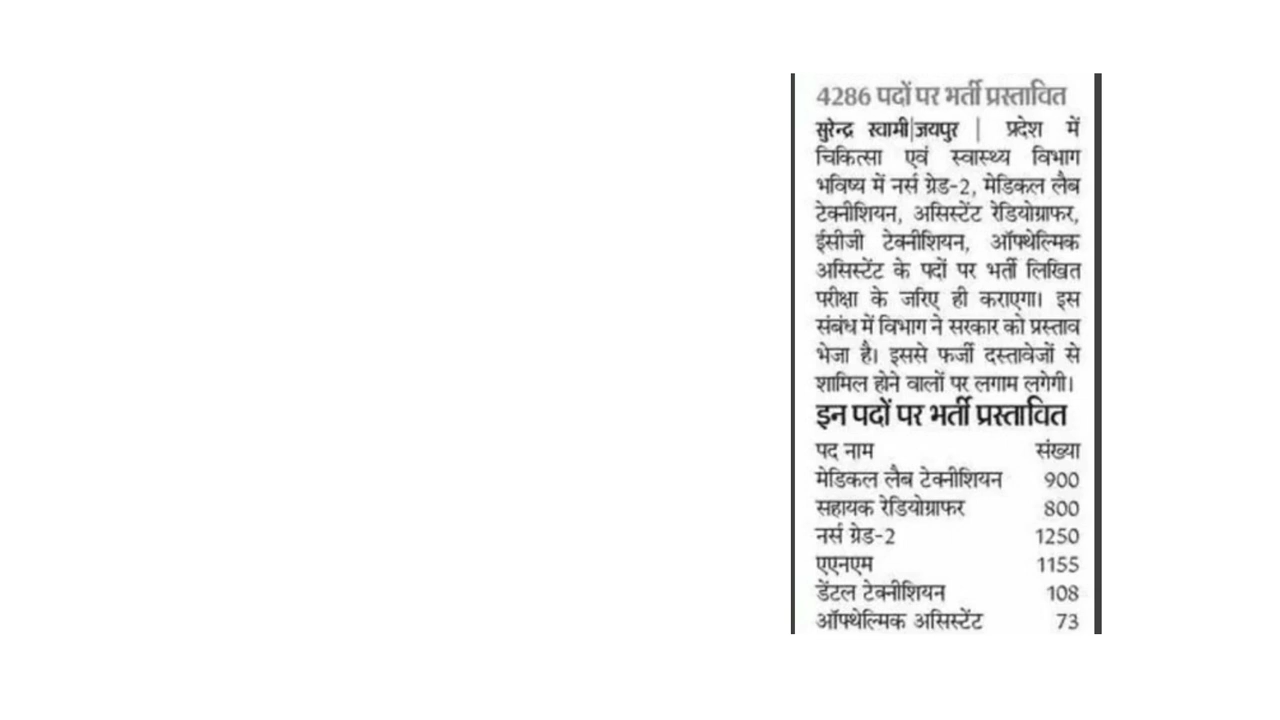 4286 पदों पर भर्ती प्रस्तावित
सुरेन्द्र स्वामी|जयपुर | प्रदेश में
चिकित्सा एवं स्वास्थ्य विभाग
भविष्य में नर्स ग्रेड-2, मेडिकल लैब
टेक्नीशियन, असिस्टेंट रेडियोग्राफर,
ईसीजी टेक्नीशियन, ऑफ्थेल्मिक
असिस्टेंट के पदों पर भर्ती लिखित
परीक्षा के जरिए ही कराएगा। इस
संबंध में विभाग ने सरकार को प्रस्ताव
भेजा है। इससे फर्जी दस्तावेजों से
शामिल होने वालों पर लगाम लगेगी।
इन पदों पर भर्ती प्रस्तावित
पद नाम संख्या
मेडिकल लैब टेक्नीशियन 900
सहायक रेडियोग्राफर 800
नर्स ग्रेड-2 1250
एएनएम 1155
डेंटल टेक्नीशियन 108
ऑफ्थेल्मिक असिस्टेंट 73